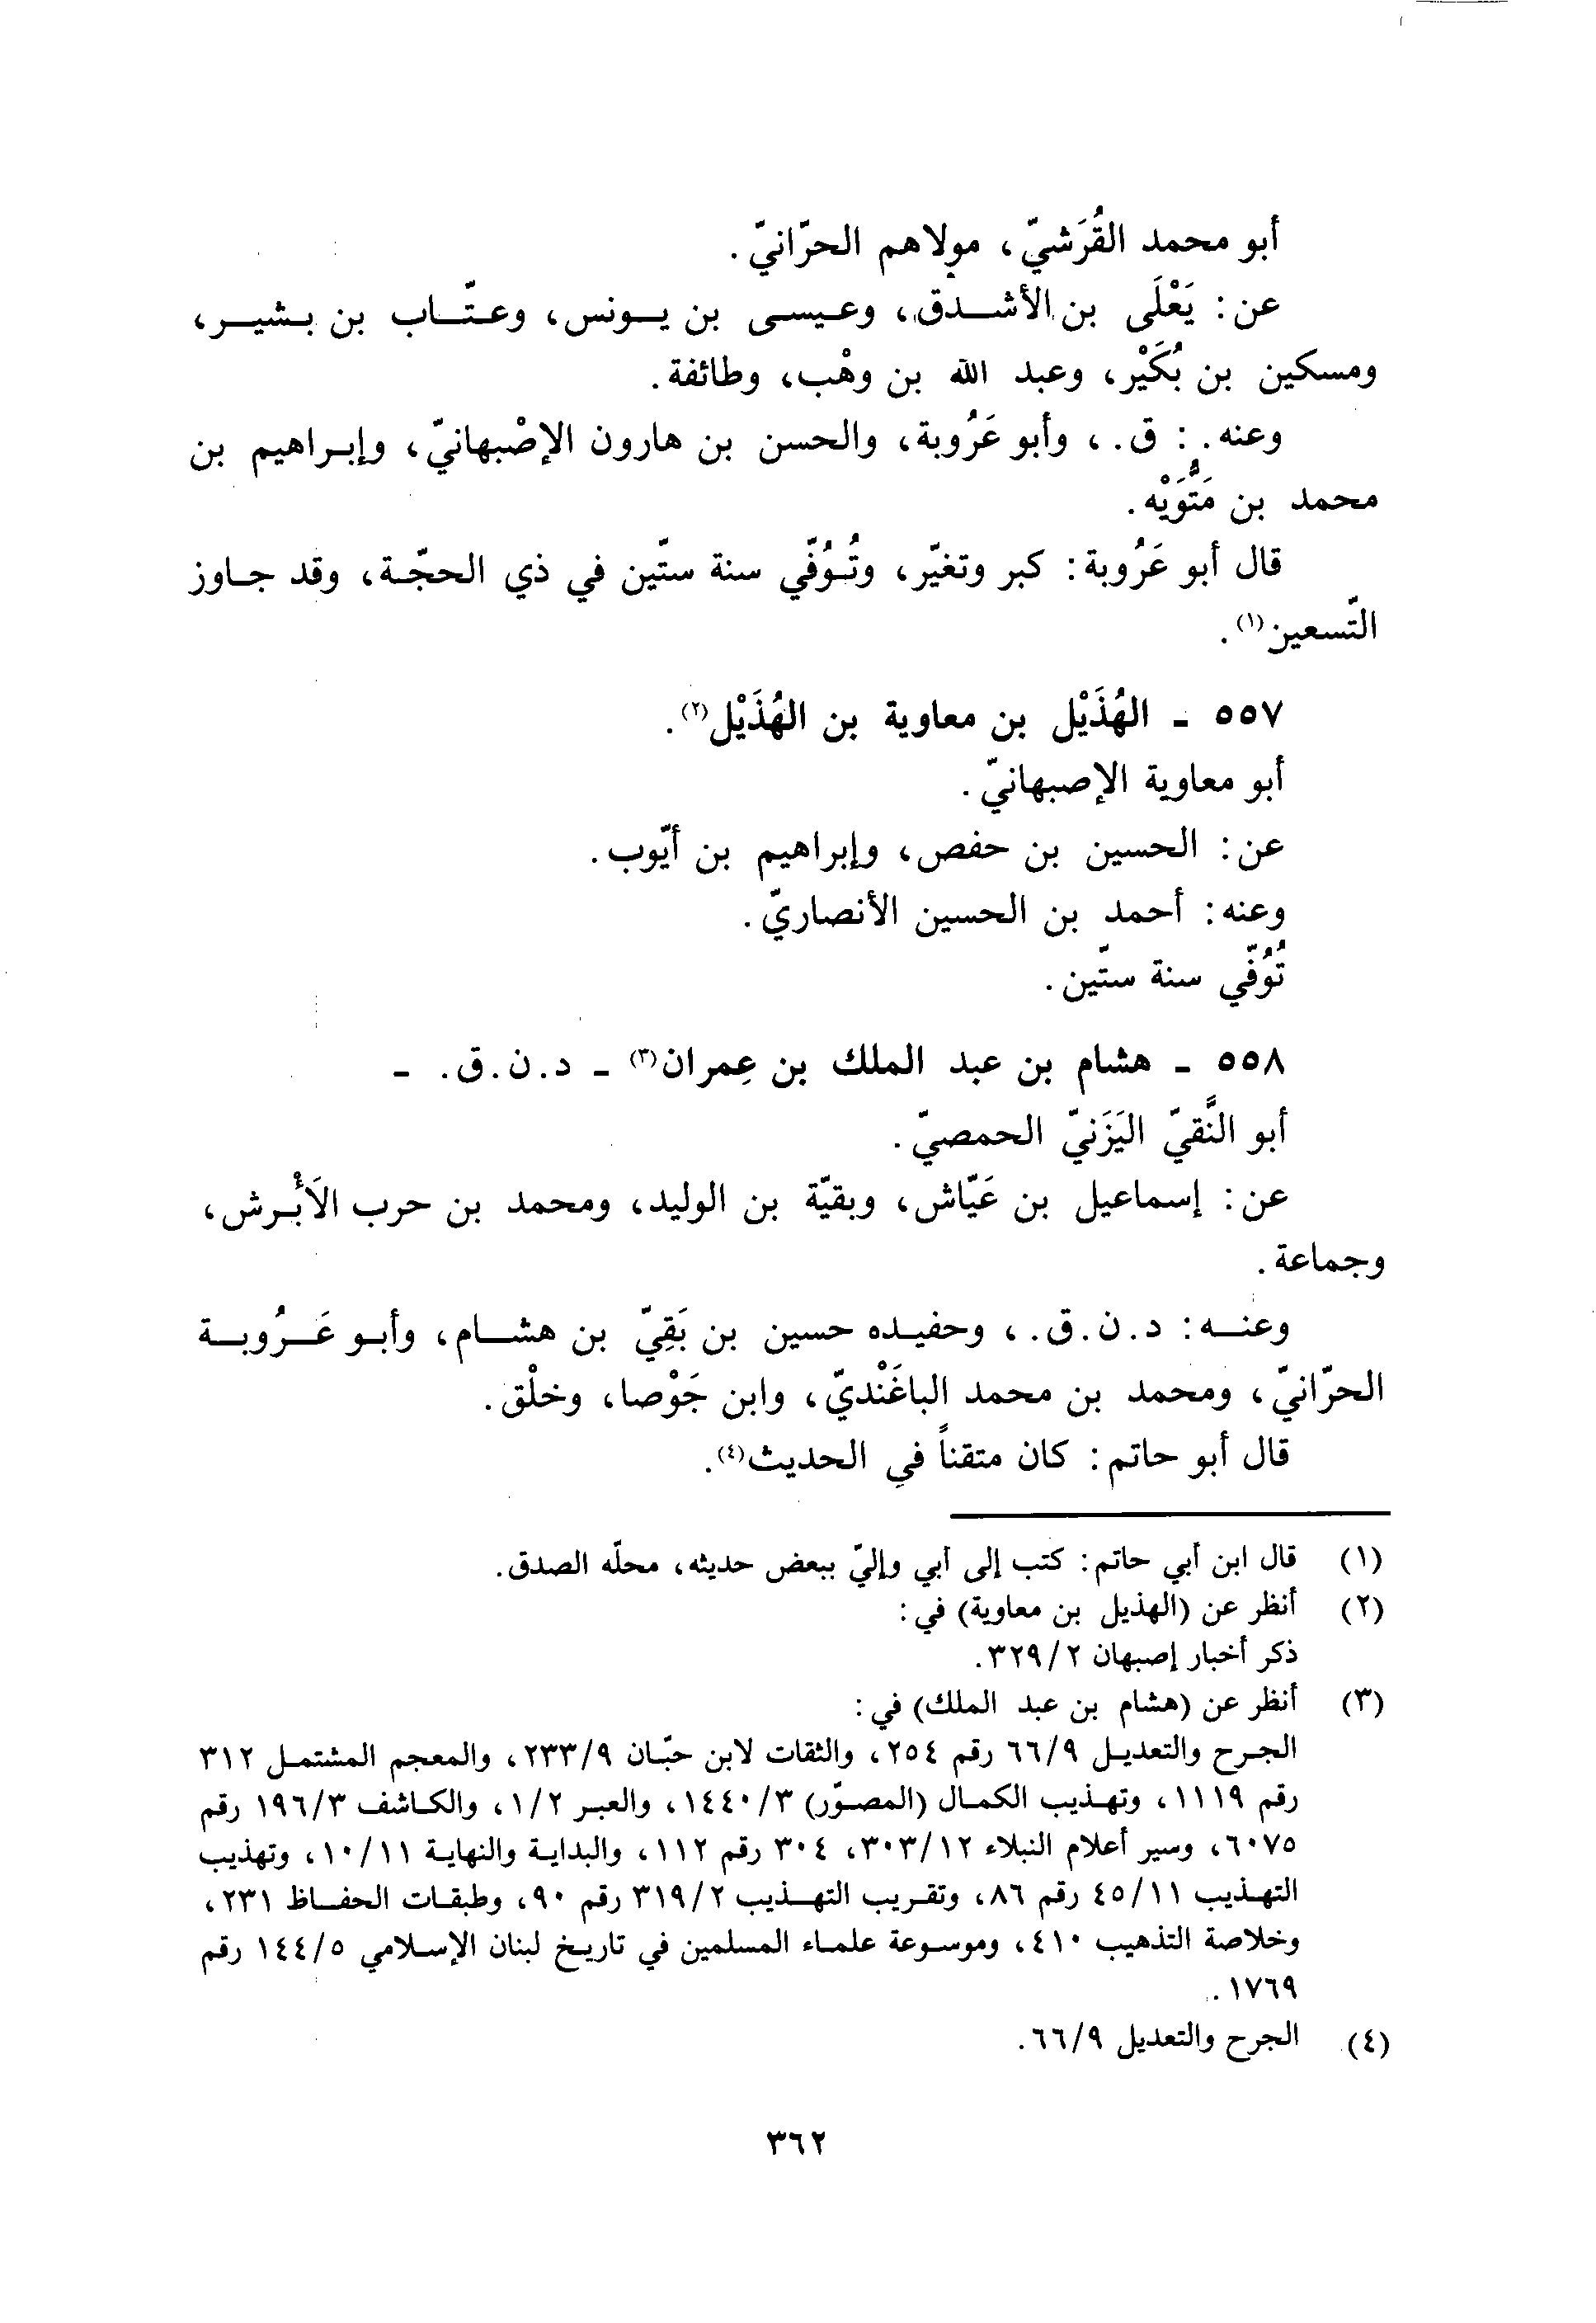 أبو محمد القُرَشيّ، مولاهم الحرّانيّ.
عن: يَعْلَى بن الأشدق، وعيسى بن يونس، وعتّاب بن بشير،
ومسكين بن بُكَيْر، وعبد الله بن وهْب، وطائفة.
وعنه. : ق.، وأبو عَرُوبة، والحسن بن هارون الإصْبهانيّ، وإبراهيم بن
محمد بن مَتُّوَيْه.
قال أبو عَرُوبة: كبر وتغيّر، وتُوُفّي سنة ستّين في ذي الحجّة، وقد جاوز
التّسعين(١).
٥٥٧ - الهُذَيْل بن معاوية بن الهُذَيْل(٢).
أبو معاوية الإصبهانيّ.
عن: الحسين بن حفص، وإبراهيم بن أيّوب.
وعنه: أحمد بن الحسين الأنصاريّ.
تُوُفّي سنة ستّين.
٥٥٨ - هشام بن عبد الملك بن عِمران(٣) - د.ن.ق. -
أبو النَّقيّ اليَزَنيّ الحمصيّ.
عن: إسماعيل بن عَيّاش، وبقيّة بن الوليد، ومحمد بن حرب الَأبْرش،
وجماعة.
وعنه: د.ن.ق.، وحفيده حسين بن بَقِيّ بن هشام، وأبو عَرُوبة
الحرّانيّ، ومحمد بن محمد الباغَنْديّ، وابن جَوْصا، وخلْق.
قال أبو حاتم: كان متقناً في الحديث(٤).
(١) قال ابن أبي حاتم: كتب إلى أبي وإليّ ببعض حديثه، محلّه الصدق.
(٢) أنظر عن (الهذيل بن معاوية) في:
ذكر أخبار إصبهان ٣٢٩/٢.
(٣) أنظر عن (هشام بن عبد الملك) في:
الجرح والتعديل ٦٦/٩ رقم ٢٥٤، والثقات لابن حبّان ٢٣٣/٩، والمعجم المشتمل ٣١٢
رقم ١١١٩، وتهذيب الكمال (المصوّر) ١٤٤٠/٣، والعبر ١/٢، والكاشف ١٩٦/٣ رقم
٦٠٧٥، وسير أعلام النبلاء ٣٠٣/١٢، ٣٠٤ رقم ١١٢، والبداية والنهاية ١٠/١١، وتهذيب
التهذيب ٤٥/١١ رقم ٨٦، وتقريب التهذيب ٣١٩/٢ رقم ٩٠، وطبقات الحفاظ ٢٣١،
وخلاصة التذهيب ٤١٠، وموسوعة علماء المسلمين في تاريخ لبنان الإسلامي ١٤٤/٥ رقم
١٧٦٩.
(٤) الجرح والتعديل ٦٦/٩.
٣٦٢